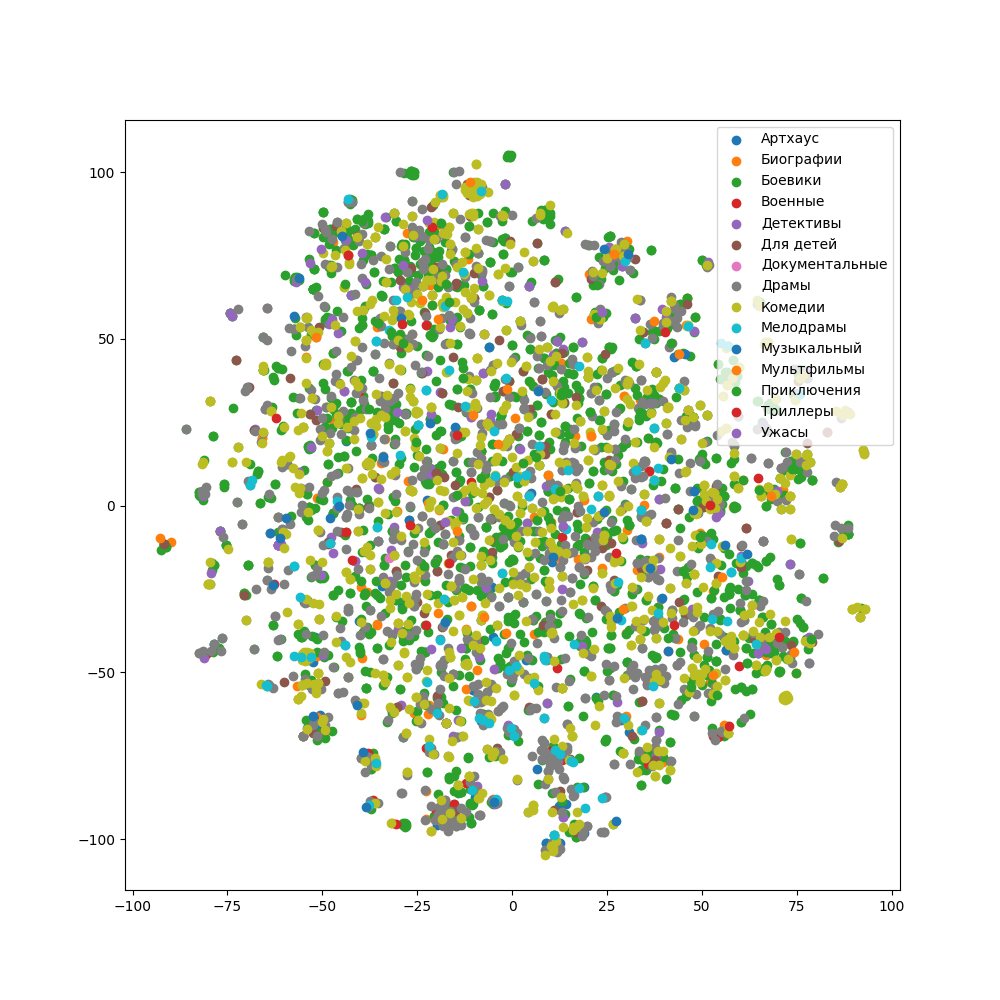 Артхаус
Биографии
Боевики
Военные
Детективы
Для детей
Документальные
Драмы
Комедии
Мелодрамы
Музыкальный
Мультфильмы
Приключения
Триллеры
Ужасы
100
50
0
−50
−100
−100 −75 −50 −25 0 25 50 75 100